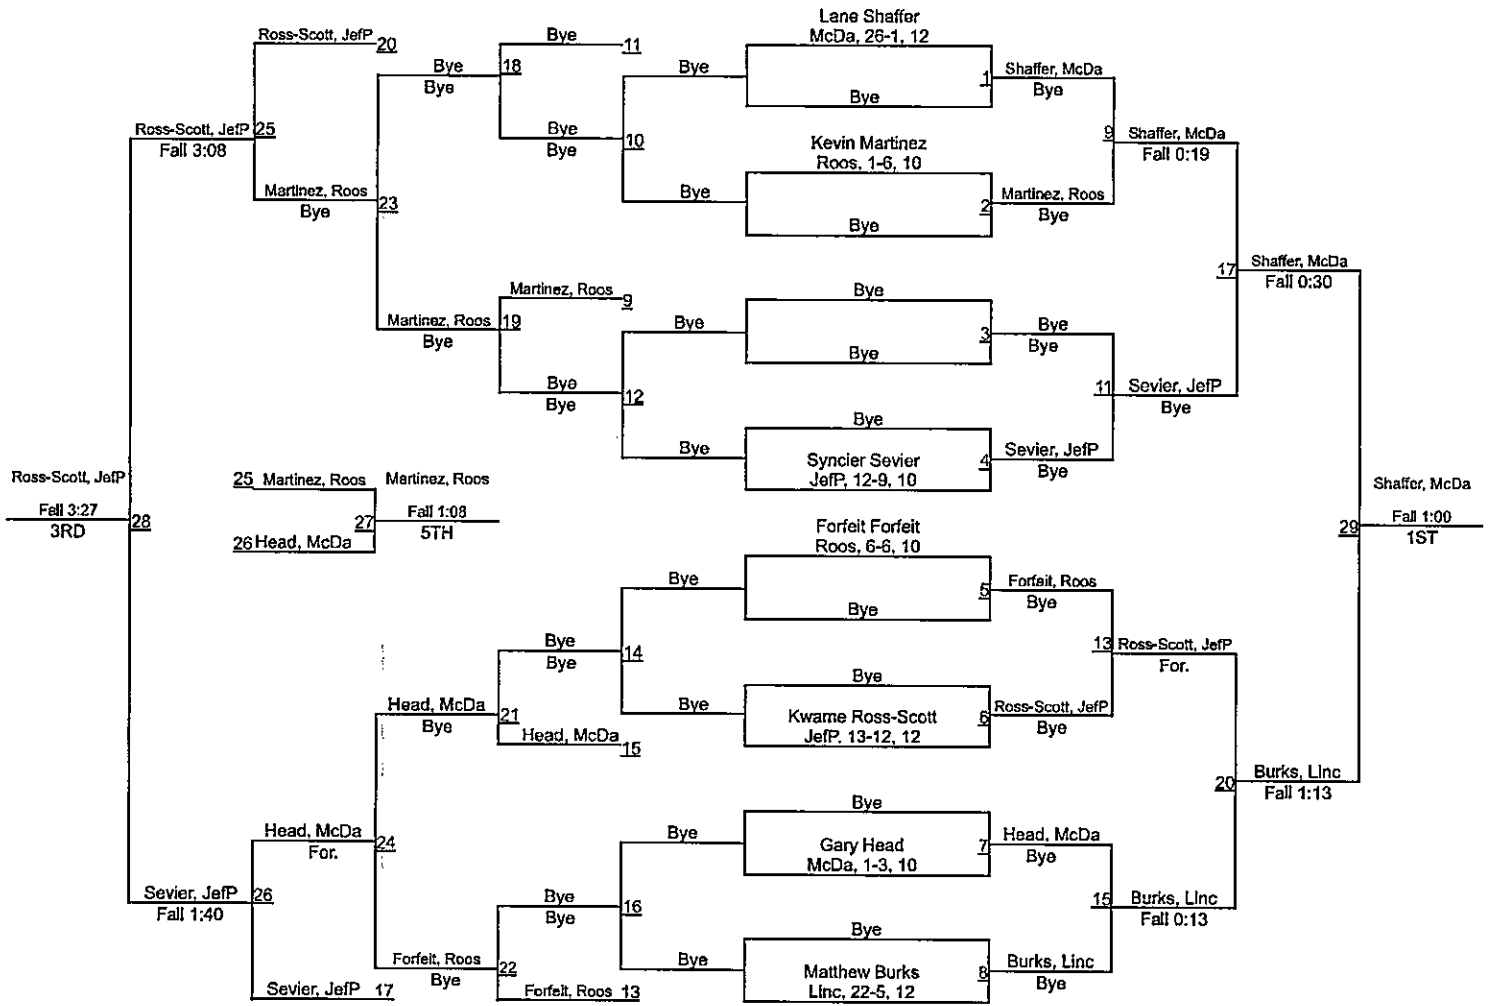 Lane Shaffer
McDa, 26-1, 12
Ross-Scott, JefP 20
Bye 11
Bye
Bye
18
Bye
1 Shaffer, McDa
Bye
Bye
Ross-Scott, JefP 25
Fall 3:08
Bye
Bye
10
Kevin Martinez
Roos, 1-6, 10
9 Shaffer, McDa
Fall 0:19
Martinez, Roos
Bye
23
Bye
2 Martinez, Roos
Bye
Bye
17 Shaffer, McDa
Fall 0:30
Martinez, Roos 9
Bye
Martinez, Roos 19
Bye
Bye
3 Bye
Bye
Bye
Bye
Bye
12
11 Sevier, JefP
Bye
Bye
Bye
Syncier Sevier
JefP, 12-9, 10
4 Sevier, JefP
Bye
Ross-Scott, JefP
Fall 3:27
3RD
28
25 Martinez, Roos
Martinez, Roos
27
Fall 1:08
5TH
26 Head, McDa
Shaffer, McDa
29
Fall 1:00
1ST
Forfeit Forfeit
Roos, 6-6, 10
Bye
5 Forfeit, Roos
Bye
Bye
Bye
Bye
14
13 Ross-Scott, JefP
For.
Bye
Head, McDa
Bye
21
Bye
Kwame Ross-Scott
JefP, 13-12, 12
6 Ross-Scott, JefP
Bye
Head, McDa 15
20 Burks, Linc
Fall 1:13
Bye
Head, McDa
For.
24
Bye
Gary Head
McDa, 1-3, 10
7 Head, McDa
Bye
Sevier, JefP 26
Fall 1:40
Bye
Bye
16
15 Burks, Linc
Fall 0:13
Bye
Forfeit, Roos
Bye
22
Bye
Matthew Burks
Linc, 22-5, 12
8 Burks, Linc
Bye
Sevier, JefP 17
Forfeit, Roos 13